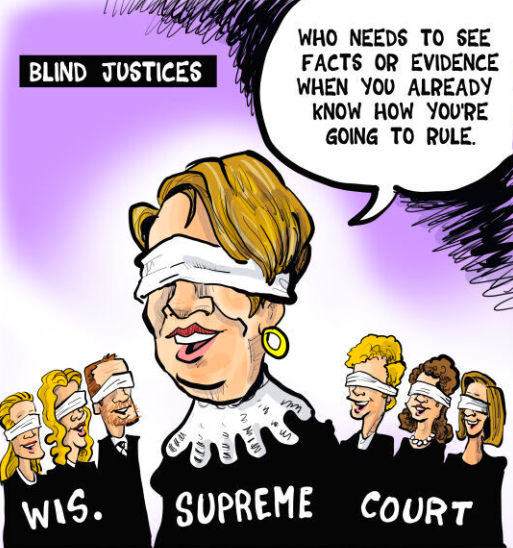 BLIND JUSTICES
WHO NEEDS TO SEE
FACTS OR EVIDENCE
WHEN YOU ALREADY
KNOW HOW YOU'RE
GOING TO RULE.
WIS. SUPREME COURT